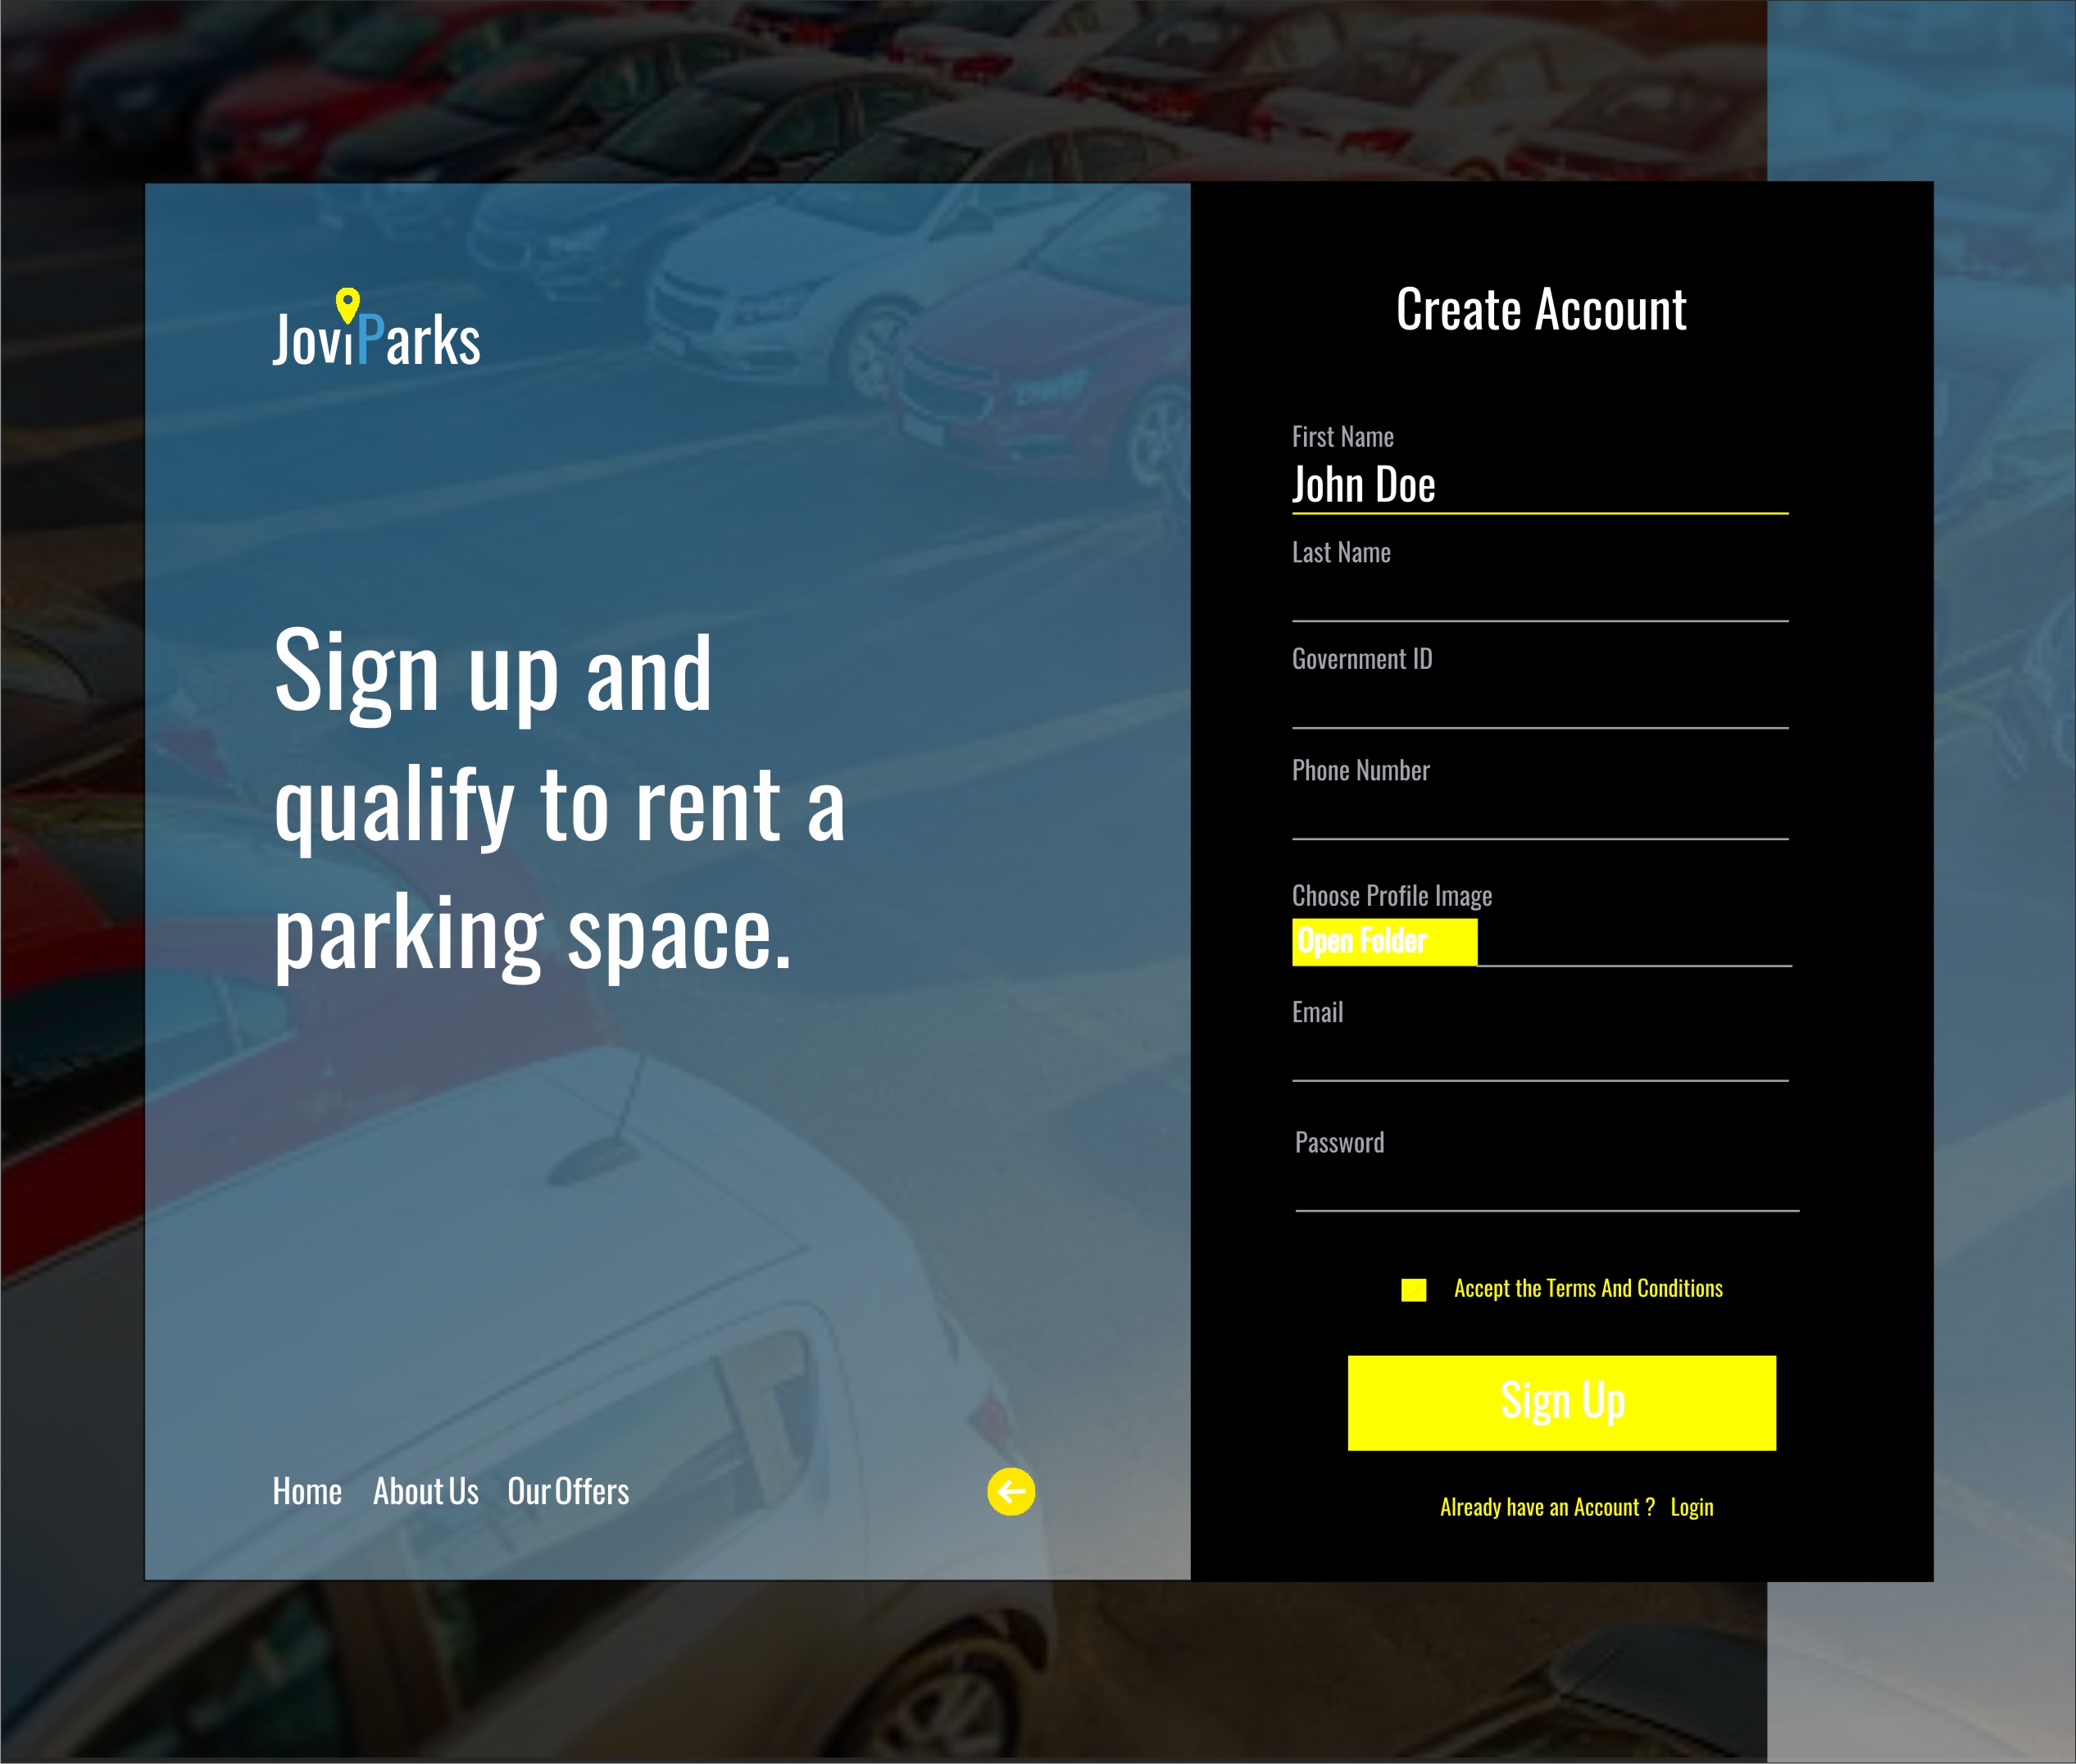 JoviParks
Sign up and
qualify to rent a
parking space.
Home About Us Our Offers
Create Account
First Name
John Doe
Last Name
Government ID
Phone Number
Choose Profile Image
Open Folder
Email
Password
Accept the Terms And Conditions
Sign Up
Already have an Account ? Login